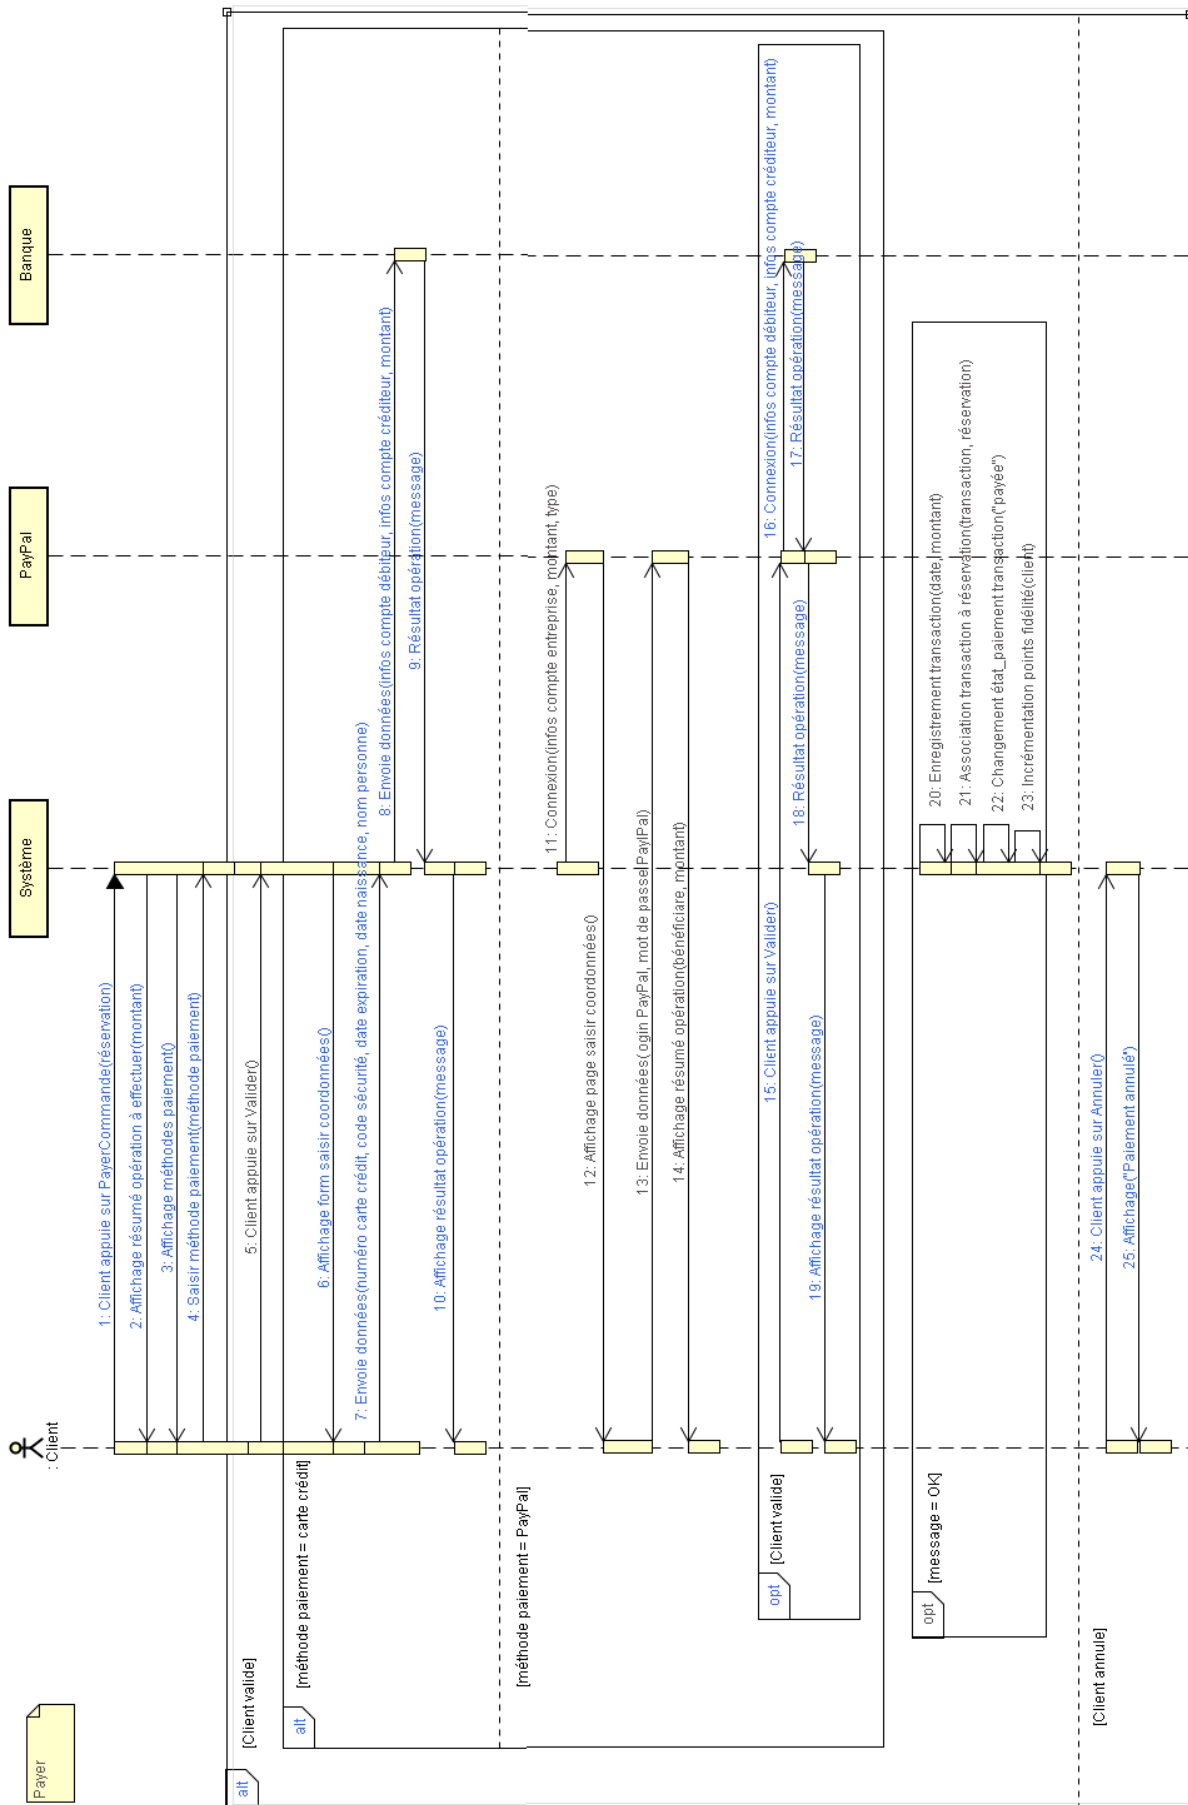 Payer
: Client
Système
PayPal
Banque
1: Client appuie sur PayerCommande(réservation)
2: Affichage résumé opération à effectuer(montant)
3: Affichage méthodes paiement()
4: Saisir méthode paiement(méthode paiement)
alt
[Client valide]
5: Client appuie sur Valider()
alt
[méthode paiement = carte crédit]
6: Affichage form saisir coordonnées()
7: Envoie données(numéro carte crédit, code sécurité, date expiration, date naissance, nom personne)
8: Envoie données(infos compte débiteur, infos compte créditeur, montant)
9: Résultat opération(message)
10: Affichage résultat opération(message)
[méthode paiement = PayPal]
11: Connexion(infos compte entreprise, montant, type)
12: Affichage page saisir coordonnées()
13: Envoie données(login PayPal, mot de passe PaylPal)
14: Affichage résumé opération(bénéficiare, montant)
opt
[Client valide]
15: Client appuie sur Valider()
16: Connexion(infos compte débiteur, infos compte créditeur, montant)
17: Résultat opération(message)
18: Résultat opération(message)
19: Affichage résultat opération(message)
opt
[message = OK]
20: Enregistrement transaction(date, montant)
21: Association transaction à réservation(transaction, réservation)
22: Changement état_paiement transaction("payée")
23: Incrémentation points fidélité(client)
[Client annule]
24: Client appuie sur Annuler()
25: Affichage("Paiement annulé")